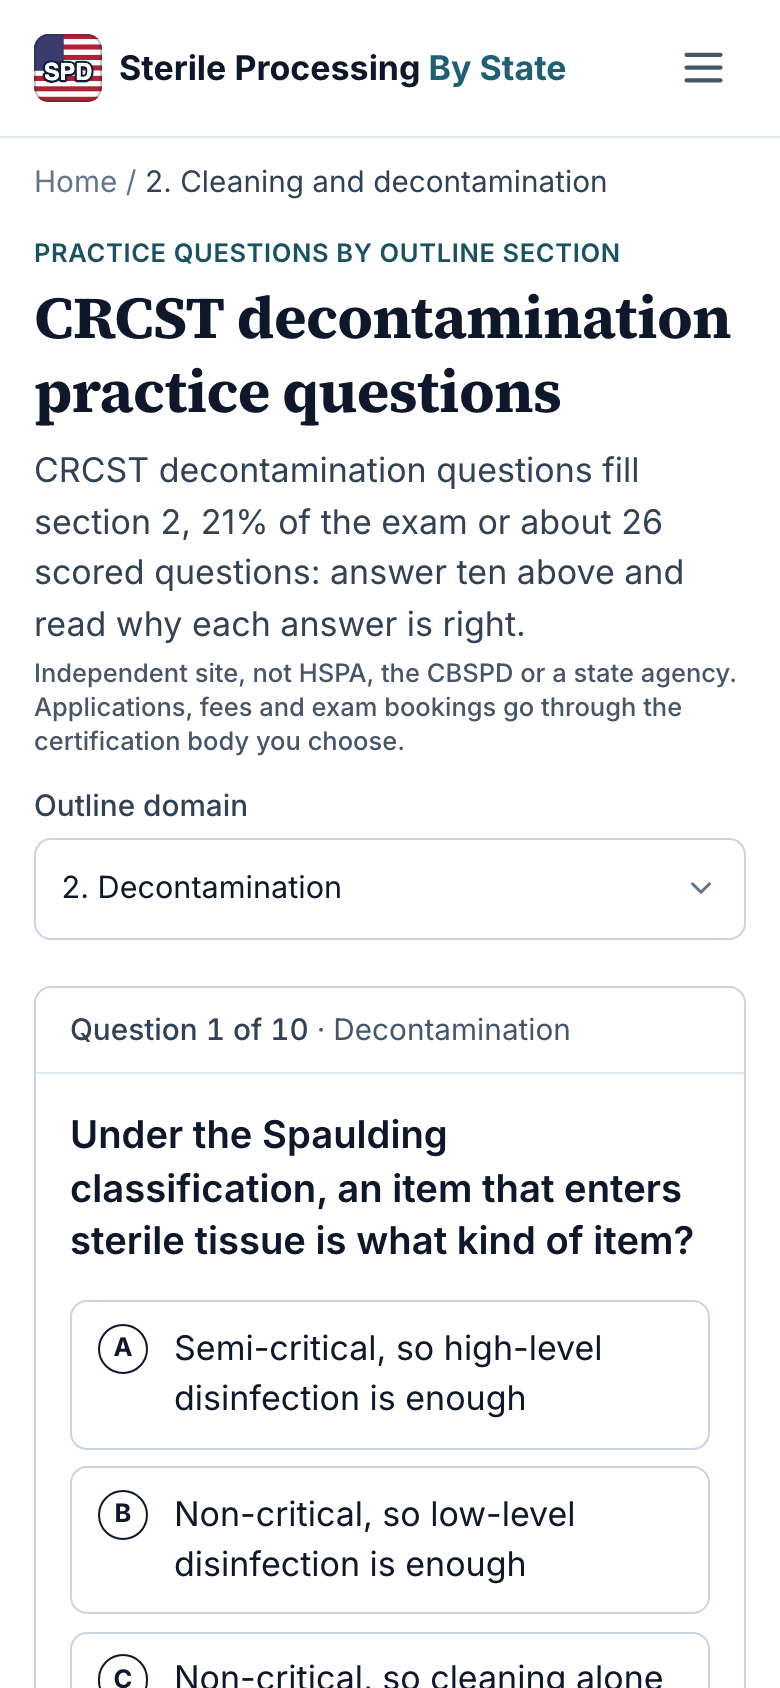 SPD
Sterile Processing By State
Home / 2. Cleaning and decontamination
PRACTICE QUESTIONS BY OUTLINE SECTION
CRCST decontamination
practice questions
CRCST decontamination questions fill
section 2, 21% of the exam or about 26
scored questions: answer ten above and
read why each answer is right.
Independent site, not HSPA, the CBSPD or a state agency.
Applications, fees and exam bookings go through the
certification body you choose.
Outline domain
2. Decontamination
Question 1 of 10 · Decontamination
Under the Spaulding
classification, an item that enters
sterile tissue is what kind of item?
A Semi-critical, so high-level
disinfection is enough
B Non-critical, so low-level
disinfection is enough
C Non-critical, so cleaning alone